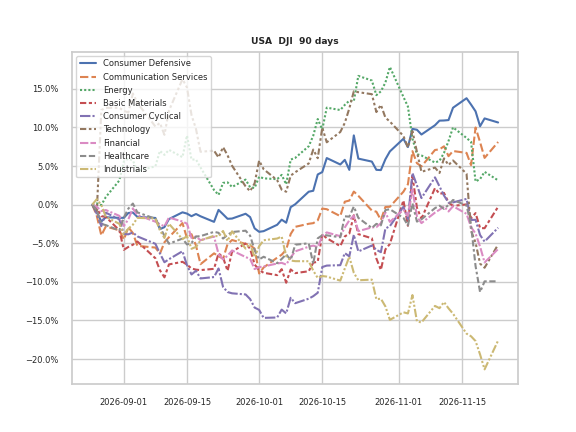 USA  DJI  90 days
Consumer Defensive
Communication Services
Energy
Basic Materials
Consumer Cyclical
Technology
Financial
Healthcare
Industrials
15.0%
10.0%
5.0%
0.0%
−5.0%
−10.0%
−15.0%
−20.0%
2026-09-01
2026-09-15
2026-10-01
2026-10-15
2026-11-01
2026-11-15